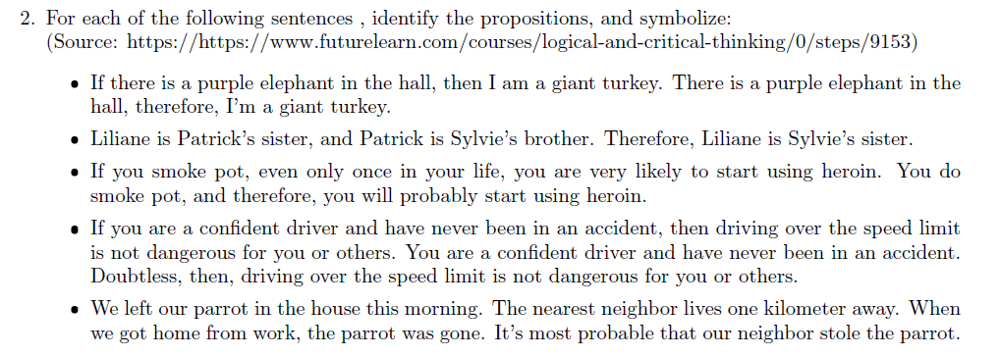 2. For each of the following sentences , identify the propositions, and symbolize:
(Source: https://https://www.futurelearn.com/courses/logical-and-critical-thinking/0/steps/9153)
• If there is a purple elephant in the hall, then I am a giant turkey. There is a purple elephant in the
hall, therefore, I'm a giant turkey.
• Liliane is Patrick's sister, and Patrick is Sylvie's brother. Therefore, Liliane is Sylvie's sister.
• If you smoke pot, even only once in your life, you are very likely to start using heroin. You do
smoke pot, and therefore, you will probably start using heroin.
• If you are a confident driver and have never been in an accident, then driving over the speed limit
is not dangerous for you or others. You are a confident driver and have never been in an accident.
Doubtless, then, driving over the speed limit is not dangerous for you or others.
• We left our parrot in the house this morning. The nearest neighbor lives one kilometer away. When
we got home from work, the parrot was gone. It's most probable that our neighbor stole the parrot.